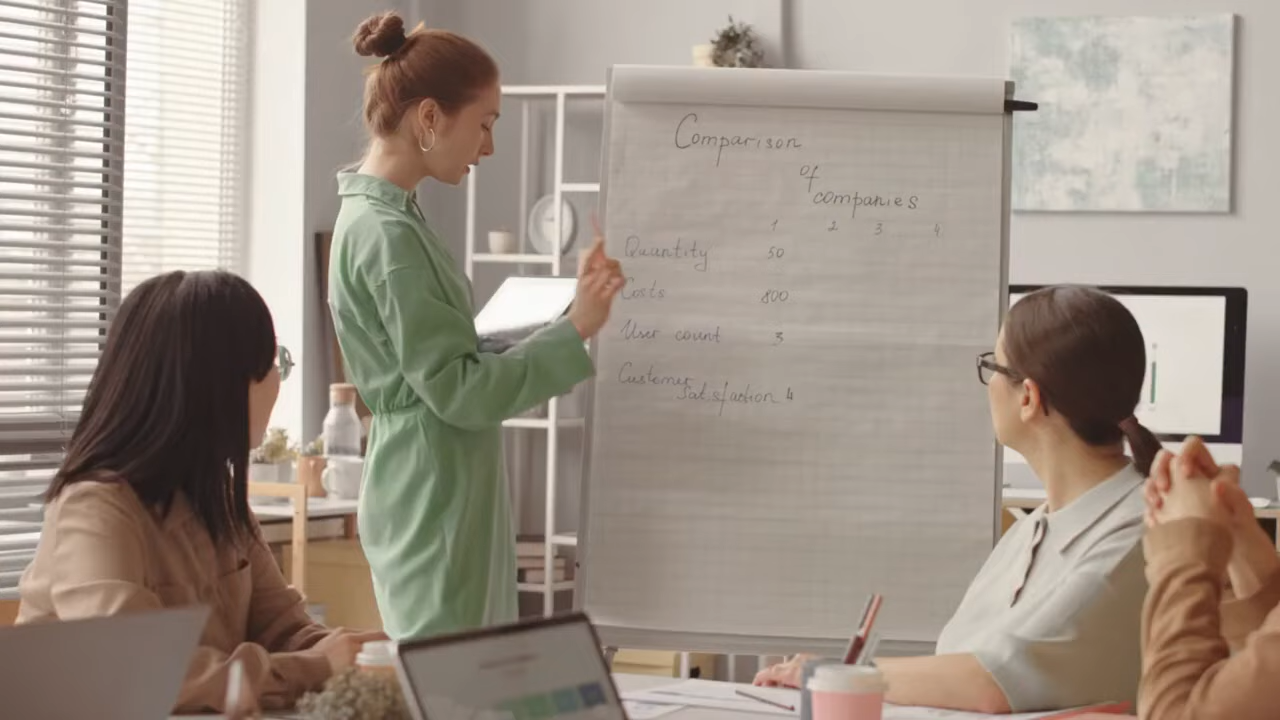 Comparison
of
companies
1 2 3 4
Quantity 50
Costs 800
User count 3
Customer
Satisfaction 4